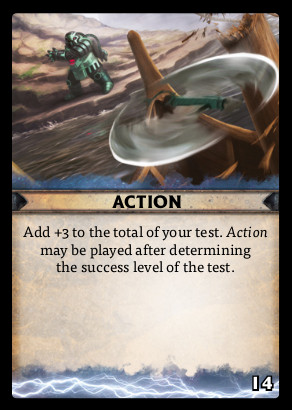 ACTION
Add +3 to the total of your test. Action
may be played after determining
the success level of the test.
14